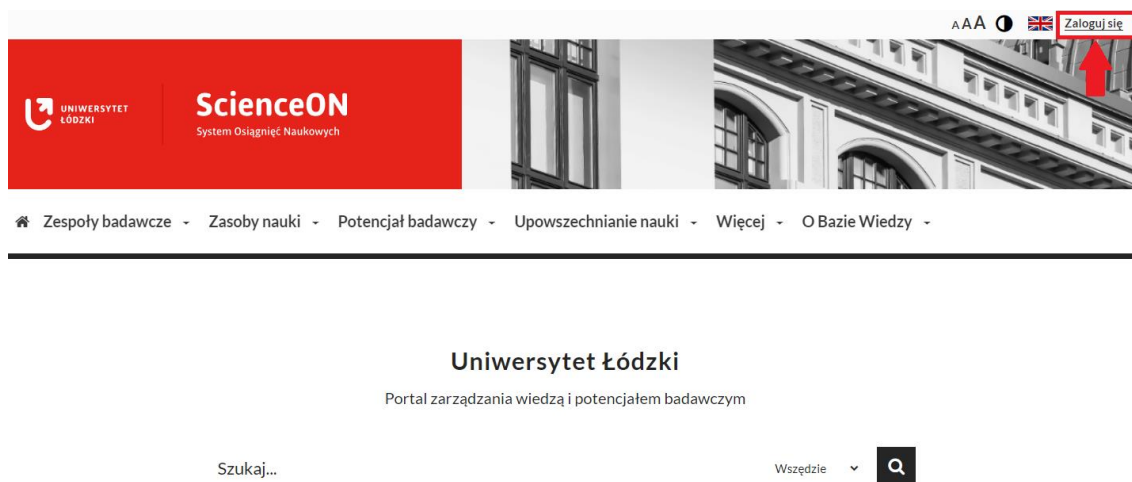 A A A Zaloguj się
UNIWERSYTET
ŁÓDZKI
ScienceON
System Osiągnięć Naukowych
Zespoły badawcze - Zasoby nauki - Potencjał badawczy - Upowszechnianie nauki - Więcej - O Bazie Wiedzy -
Uniwersytet Łódzki
Portal zarządzania wiedzą i potencjałem badawczym
Szukaj... Wszędzie